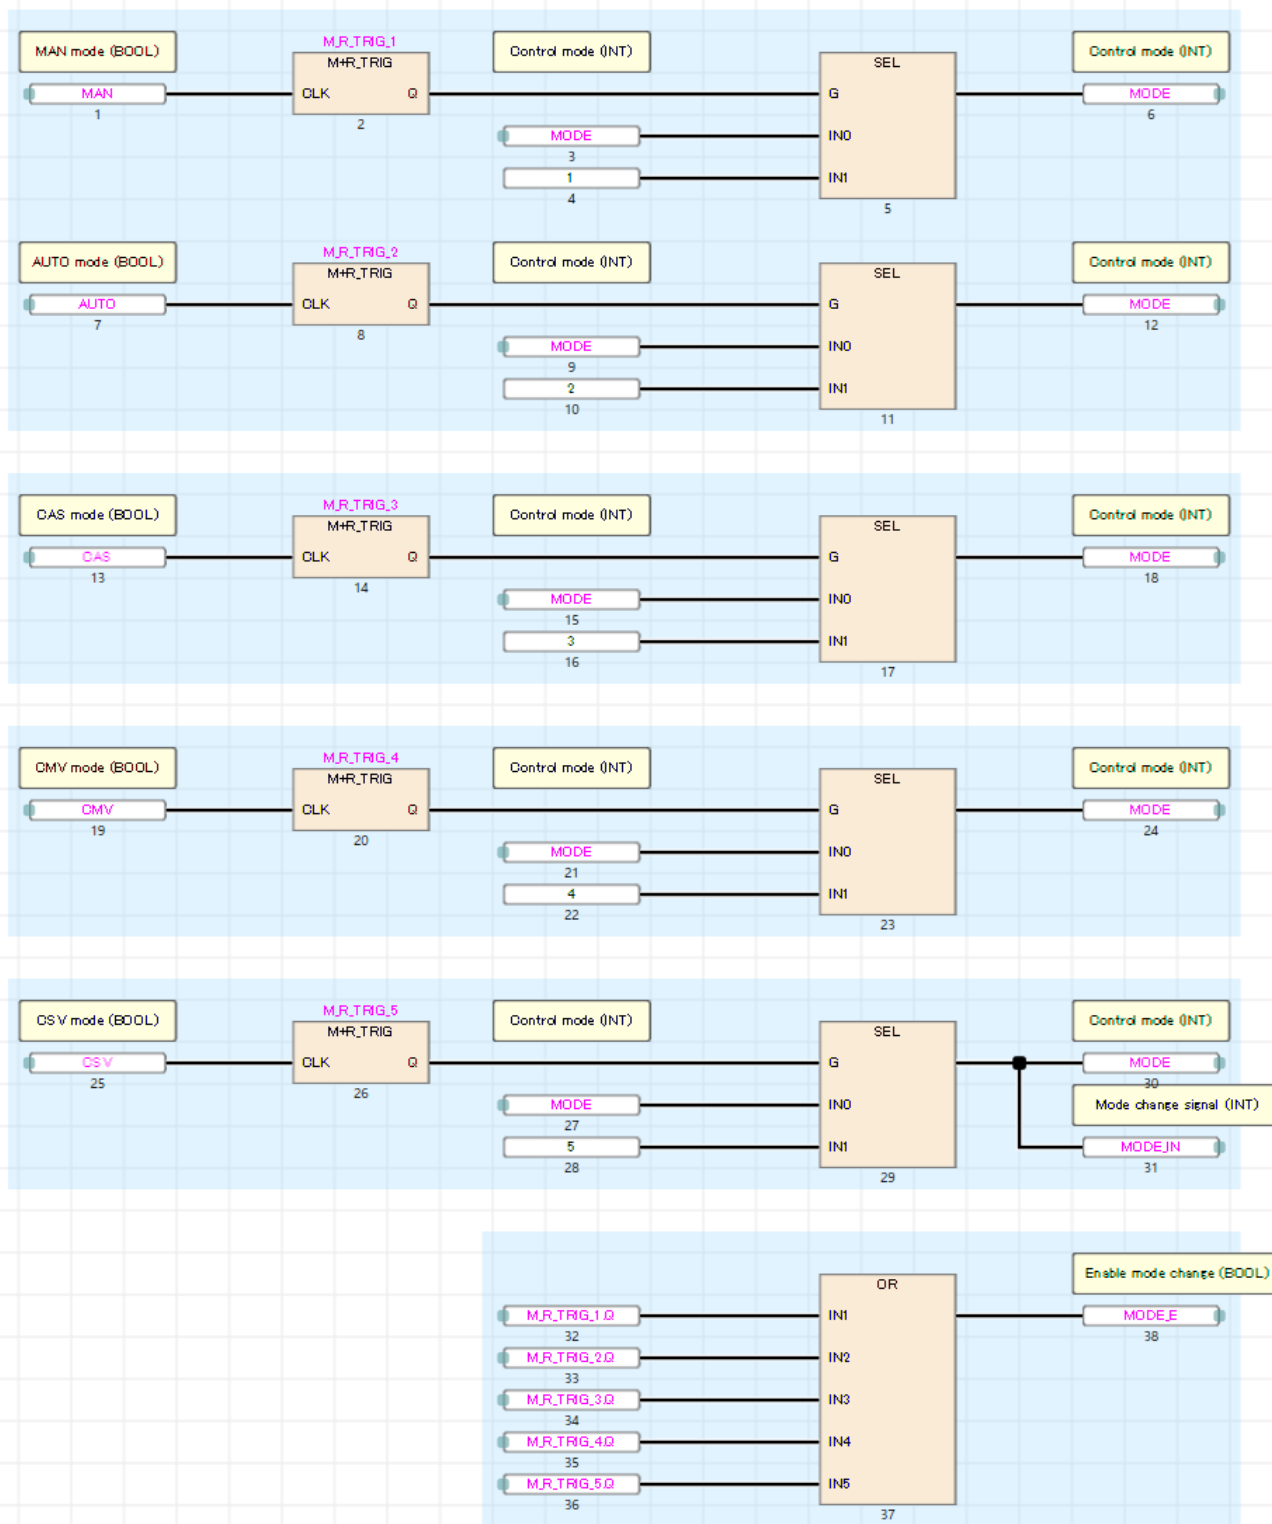 MAN mode (BOOL)
M_R_TRIG_1
M+R_TRIG
Control mode (INT)
SEL
Control mode (INT)
MAN
CLK
Q
G
MODE
1
2
6
MODE
IN0
3
1
IN1
4
5
AUTO mode (BOOL)
M_R_TRIG_2
M+R_TRIG
Control mode (INT)
SEL
Control mode (INT)
AUTO
CLK
Q
G
MODE
7
8
12
MODE
IN0
9
2
IN1
10
11
CAS mode (BOOL)
M_R_TRIG_3
M+R_TRIG
Control mode (INT)
SEL
Control mode (INT)
CAS
CLK
Q
G
MODE
13
14
18
MODE
IN0
15
3
IN1
16
17
CMV mode (BOOL)
M_R_TRIG_4
M+R_TRIG
Control mode (INT)
SEL
Control mode (INT)
CMV
CLK
Q
G
MODE
19
20
24
MODE
IN0
21
4
IN1
22
23
CSV mode (BOOL)
M_R_TRIG_5
M+R_TRIG
Control mode (INT)
SEL
Control mode (INT)
CSV
CLK
Q
G
MODE
25
26
30
MODE
IN0
Mode change signal (INT)
27
5
IN1
MODE_IN
28
29
31
OR
Enable mode change (BOOL)
M_R_TRIG_1.Q
IN1
MODE_E
32
38
M_R_TRIG_2.Q
IN2
33
M_R_TRIG_3.Q
IN3
34
M_R_TRIG_4.Q
IN4
35
M_R_TRIG_5.Q
IN5
36
37